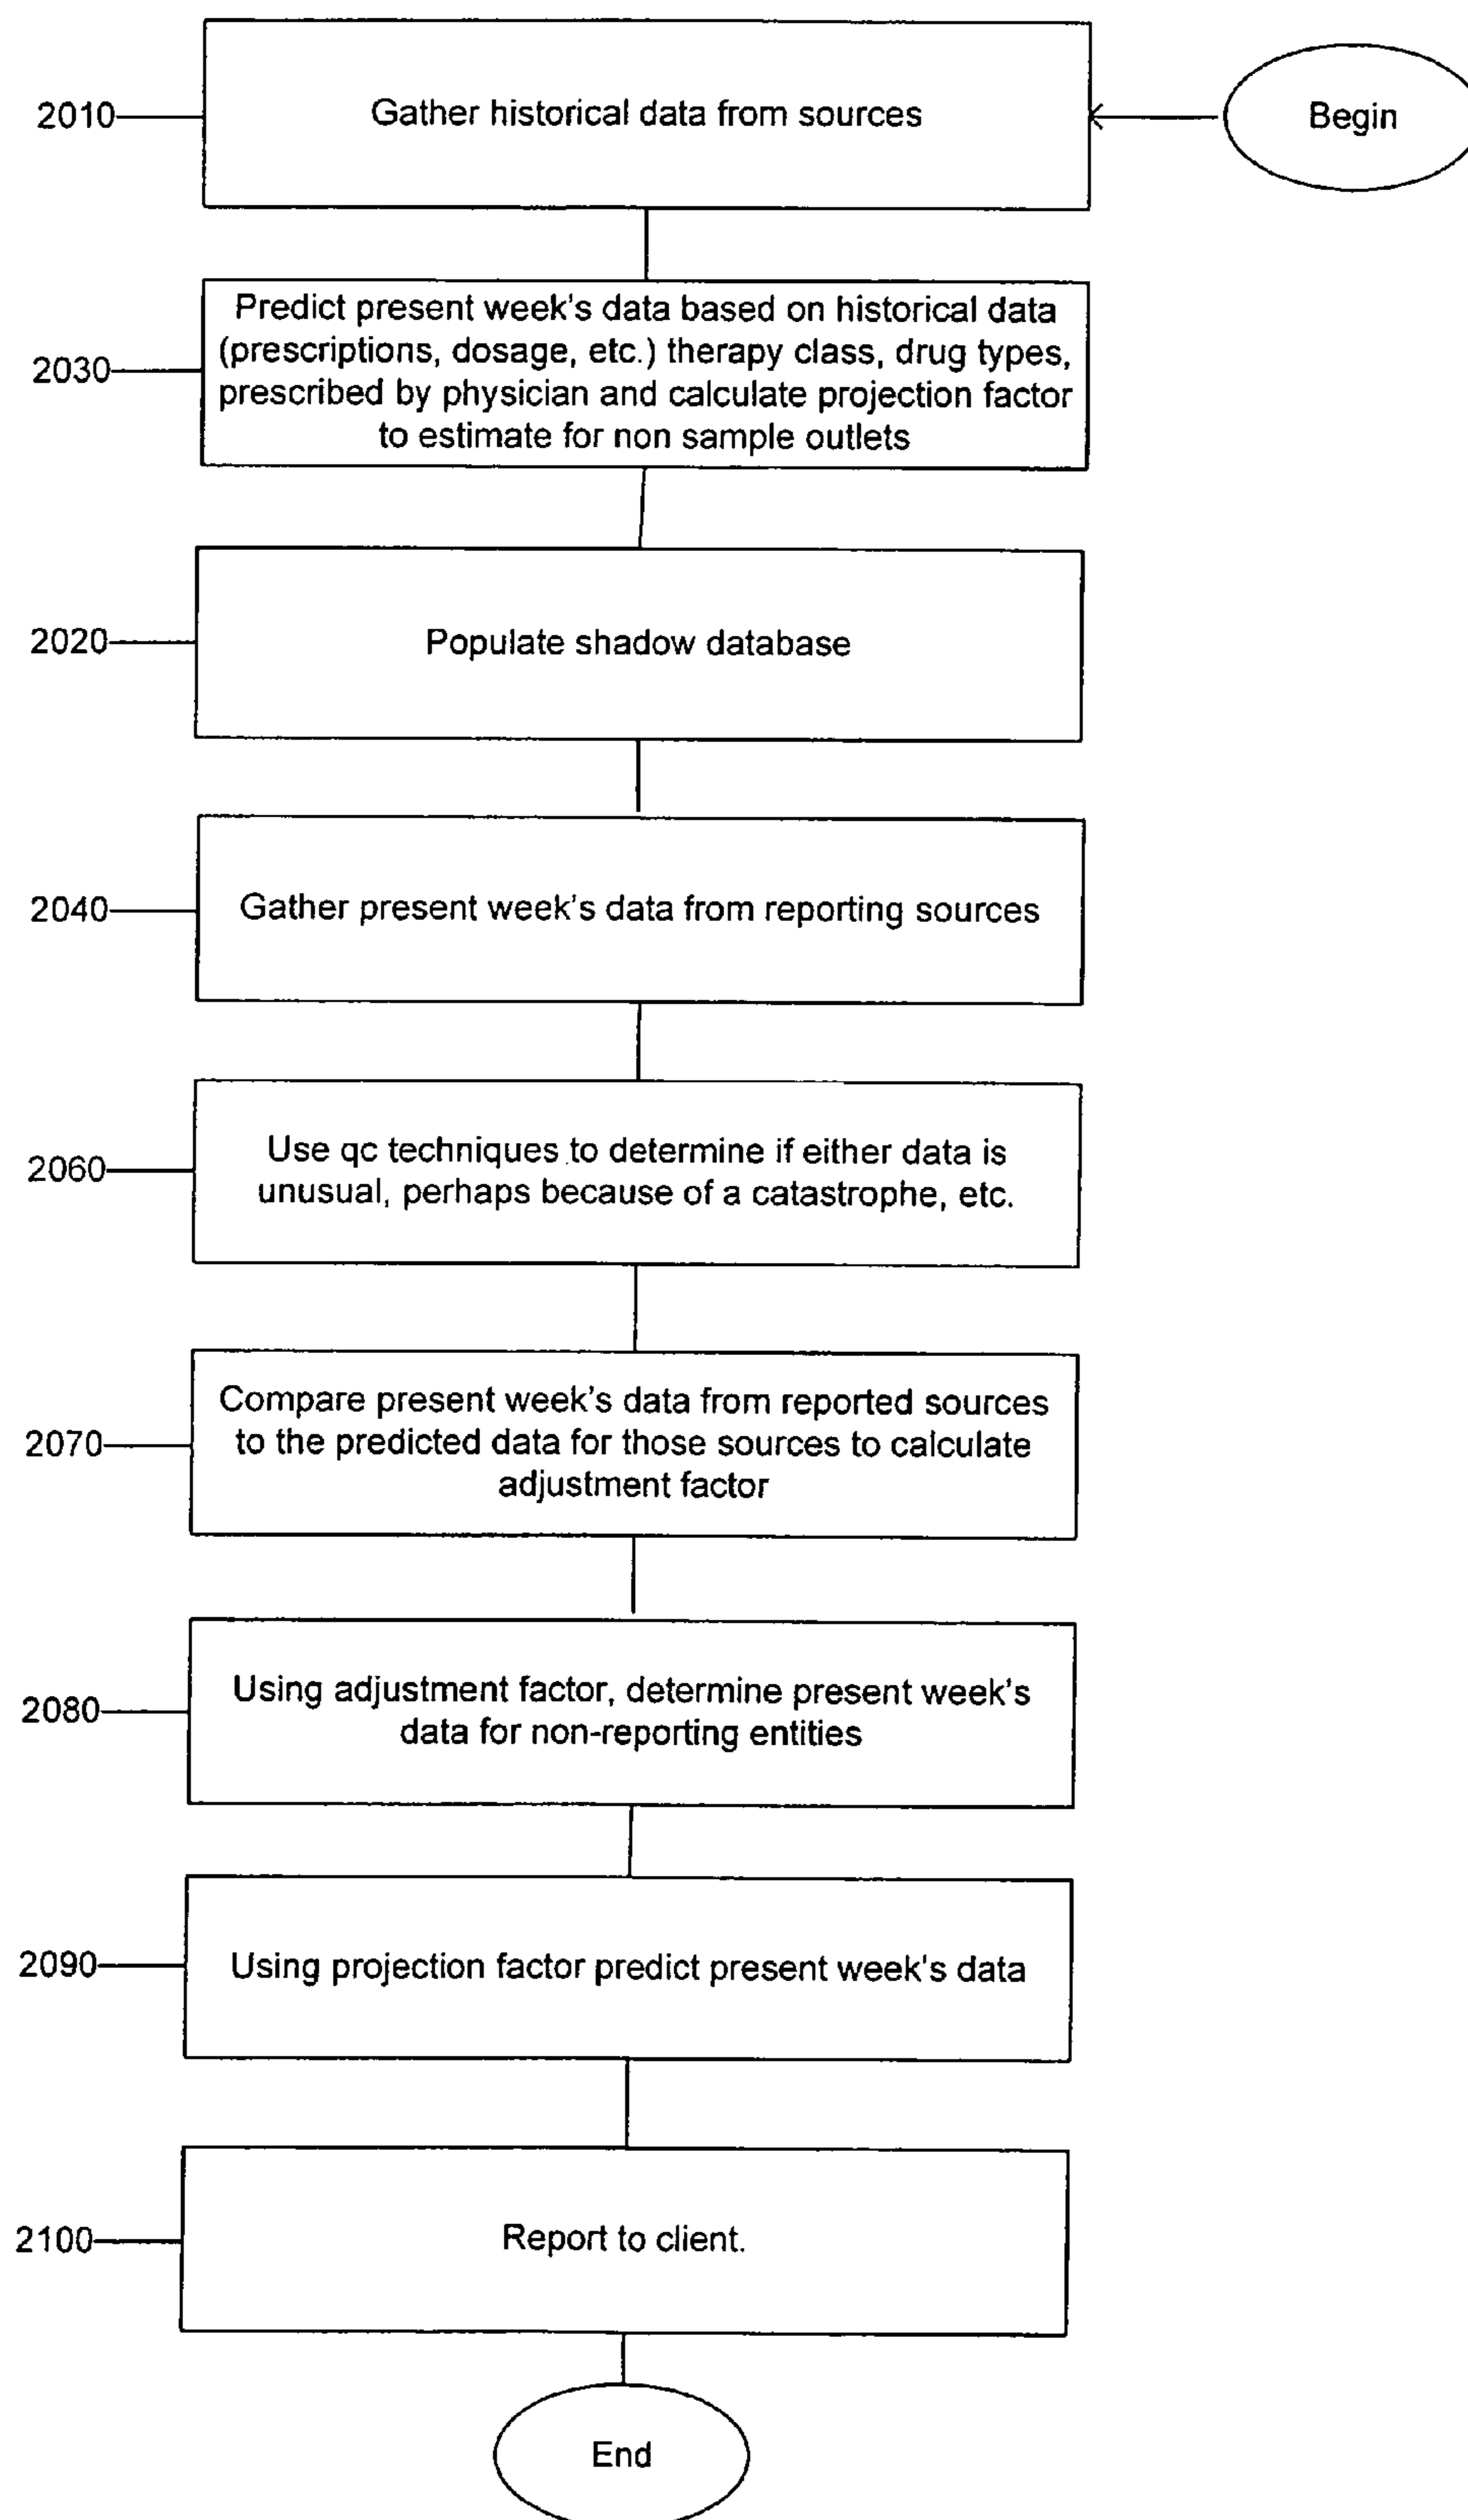 2010
Gather historical data from sources
Begin
2030
Predict present week's data based on historical data
(prescriptions, dosage, etc.) therapy class, drug types,
prescribed by physician and calculate projection factor
to estimate for non sample outlets
2020
Populate shadow database
2040
Gather present week's data from reporting sources
2060
Use qc techniques to determine if either data is
unusual, perhaps because of a catastrophe, etc.
2070
Compare present week's data from reported sources
to the predicted data for those sources to calculate
adjustment factor
2080
Using adjustment factor, determine present week's
data for non-reporting entities
2090
Using projection factor predict present week's data
2100
Report to client.
End